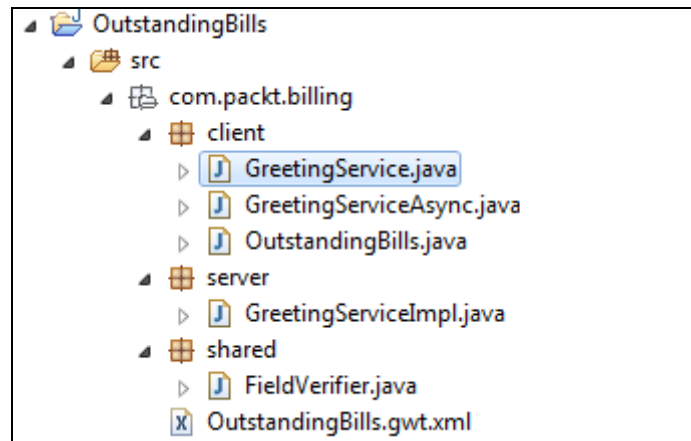 OutstandingBills
src
com.packt.billing
client
GreetingService.java
GreetingServiceAsync.java
OutstandingBills.java
server
GreetingServiceImpl.java
shared
FieldVerifier.java
OutstandingBills.gwt.xml